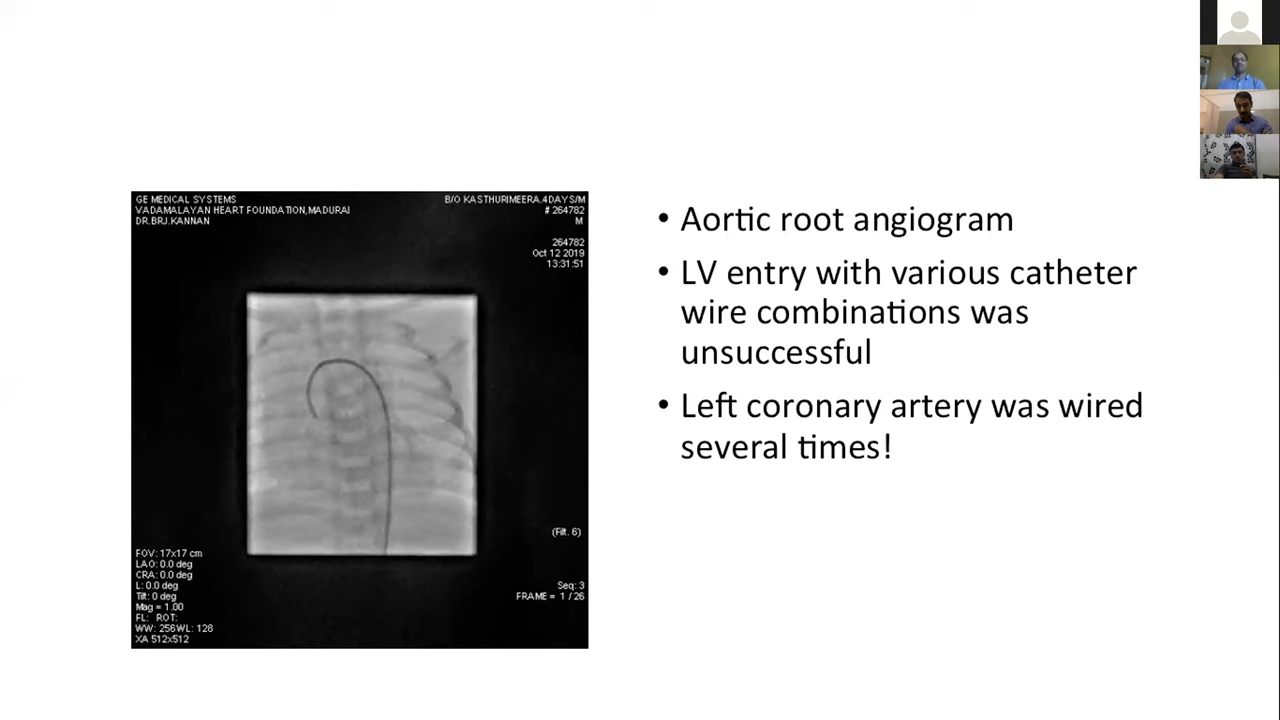 GE MEDICAL SYSTEMS
VADAMALAYAN HEART FOUNDATION,MADURAI
DR.BRJ.KANNAN
B/O KASTHURIMEERA.4DAYS/M
# 264782
M
264782
Oct 12 2019
13:31:51
(Filt. 6)
FOV: 17x17 cm
LAO: 0.0 deg
CRA: 0.0 deg
L: 0.0 deg
Tilt: 0 deg
Mag = 1.00
FL: ROT:
WW: 256WL: 128
XA 512x512
Seq: 3
FRAME = 1 / 26
• Aortic root angiogram
• LV entry with various catheter
wire combinations was
unsuccessful
• Left coronary artery was wired
several times!